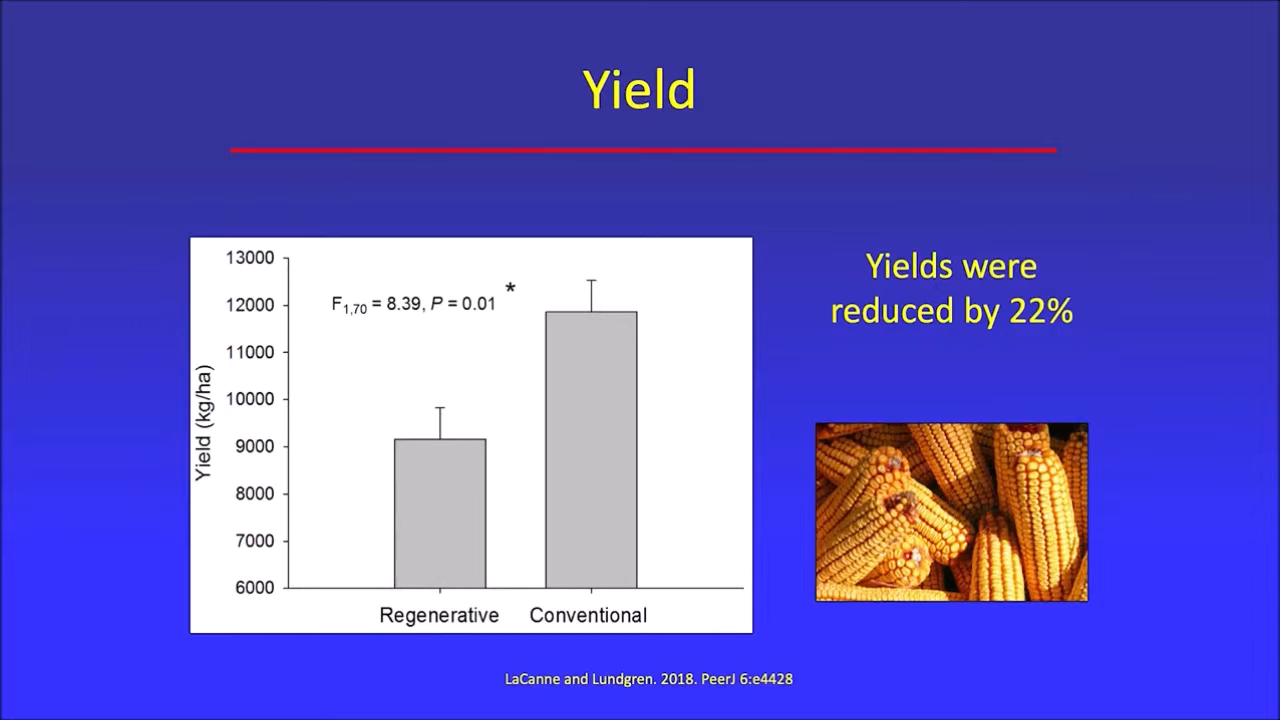 Yield
13000
12000
11000
10000
9000
8000
7000
6000
Yield (kg/ha)
F1,70 = 8.39, P = 0.01
*
Regenerative Conventional
Yields were
reduced by 22%
LaCanne and Lundgren. 2018. PeerJ 6:e4428